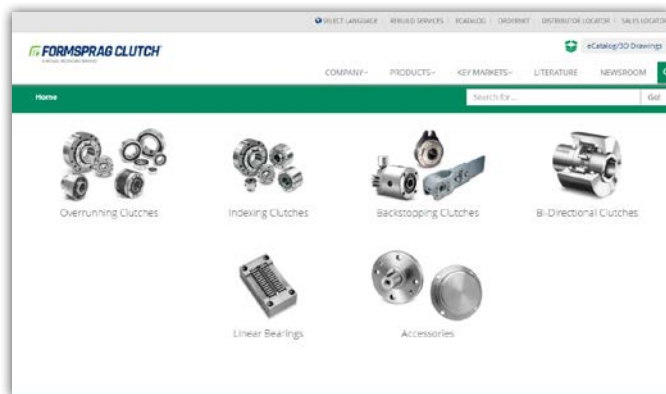 SELECT LANGUAGE | REBUILD SERVICES | ECATALOG | ORDERNET | DISTRIBUTOR LOCATOR | SALES LOCATOR
FORMSPRAG CLUTCH
eCatalog/3D Drawings
COMPANY PRODUCTS KEY MARKETS LITERATURE NEWSROOM
Home
Search for...
Go!
Overrunning Clutches
Indexing Clutches
Backstopping Clutches
Bi-Directional Clutches
Linear Bearings
Accessories